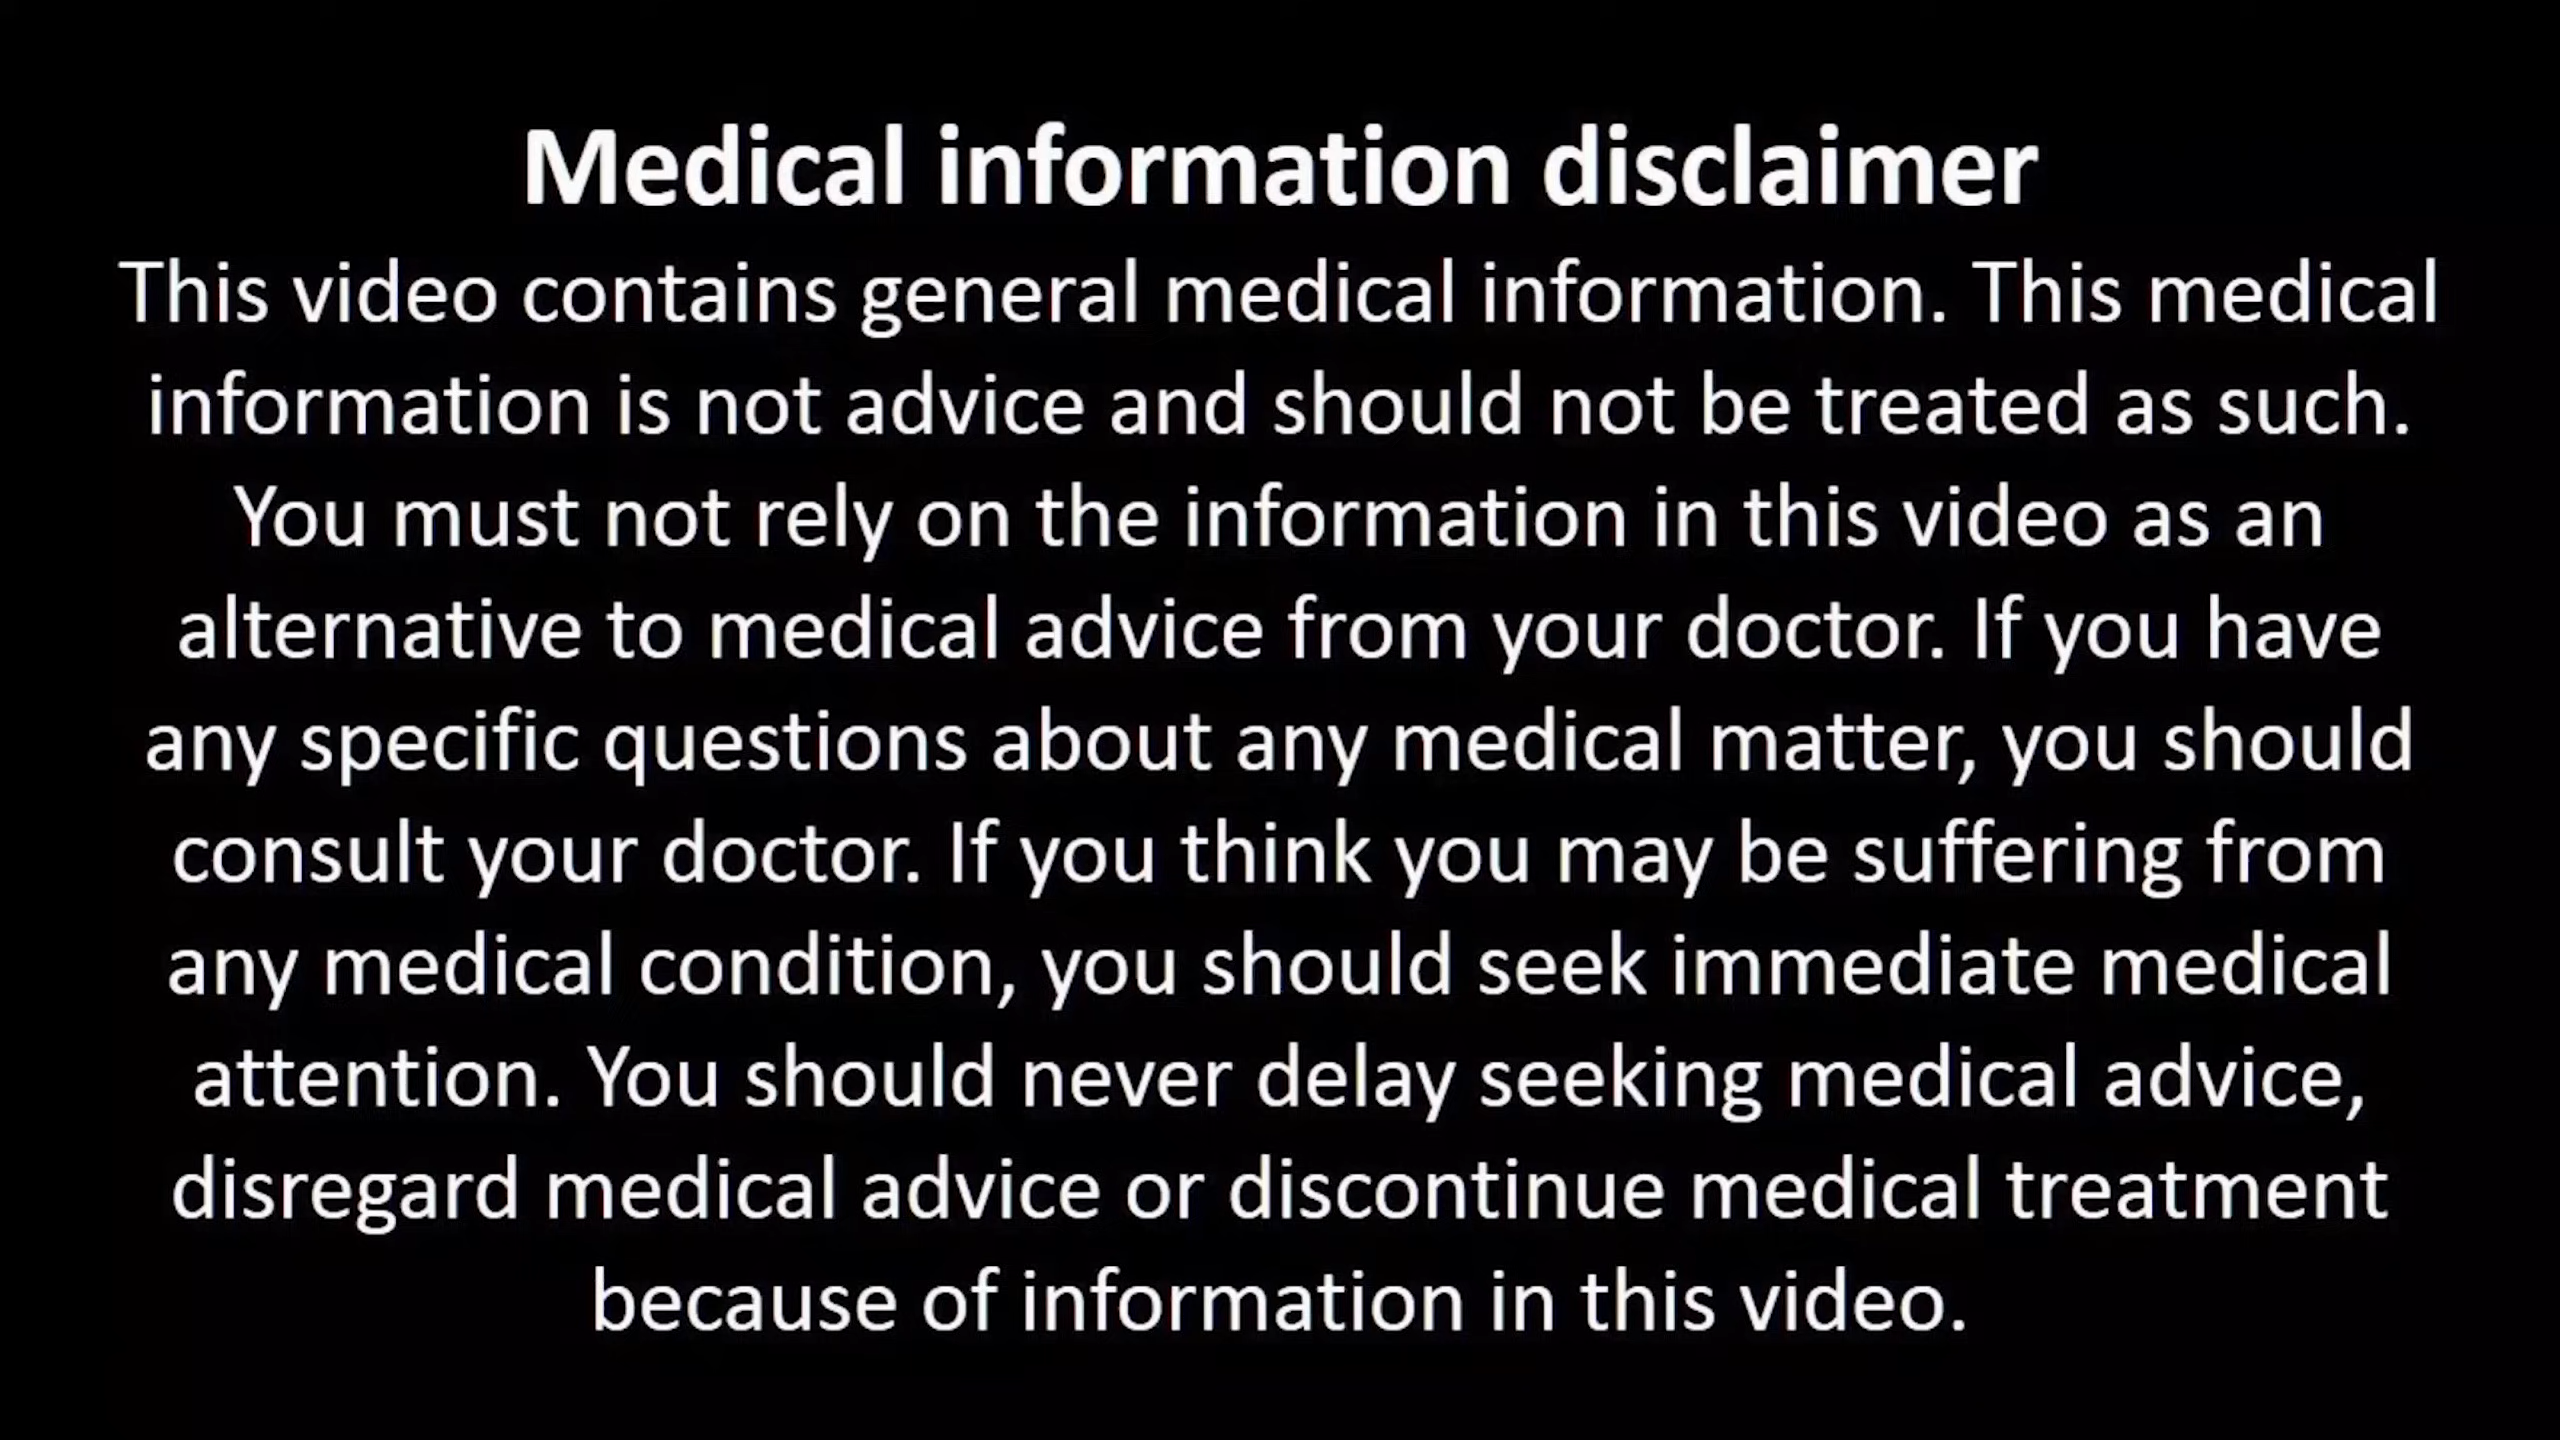 Medical information disclaimer
This video contains general medical information. This medical
information is not advice and should not be treated as such.
You must not rely on the information in this video as an
alternative to medical advice from your doctor. If you have
any specific questions about any medical matter, you should
consult your doctor. If you think you may be suffering from
any medical condition, you should seek immediate medical
attention. You should never delay seeking medical advice,
disregard medical advice or discontinue medical treatment
because of information in this video.